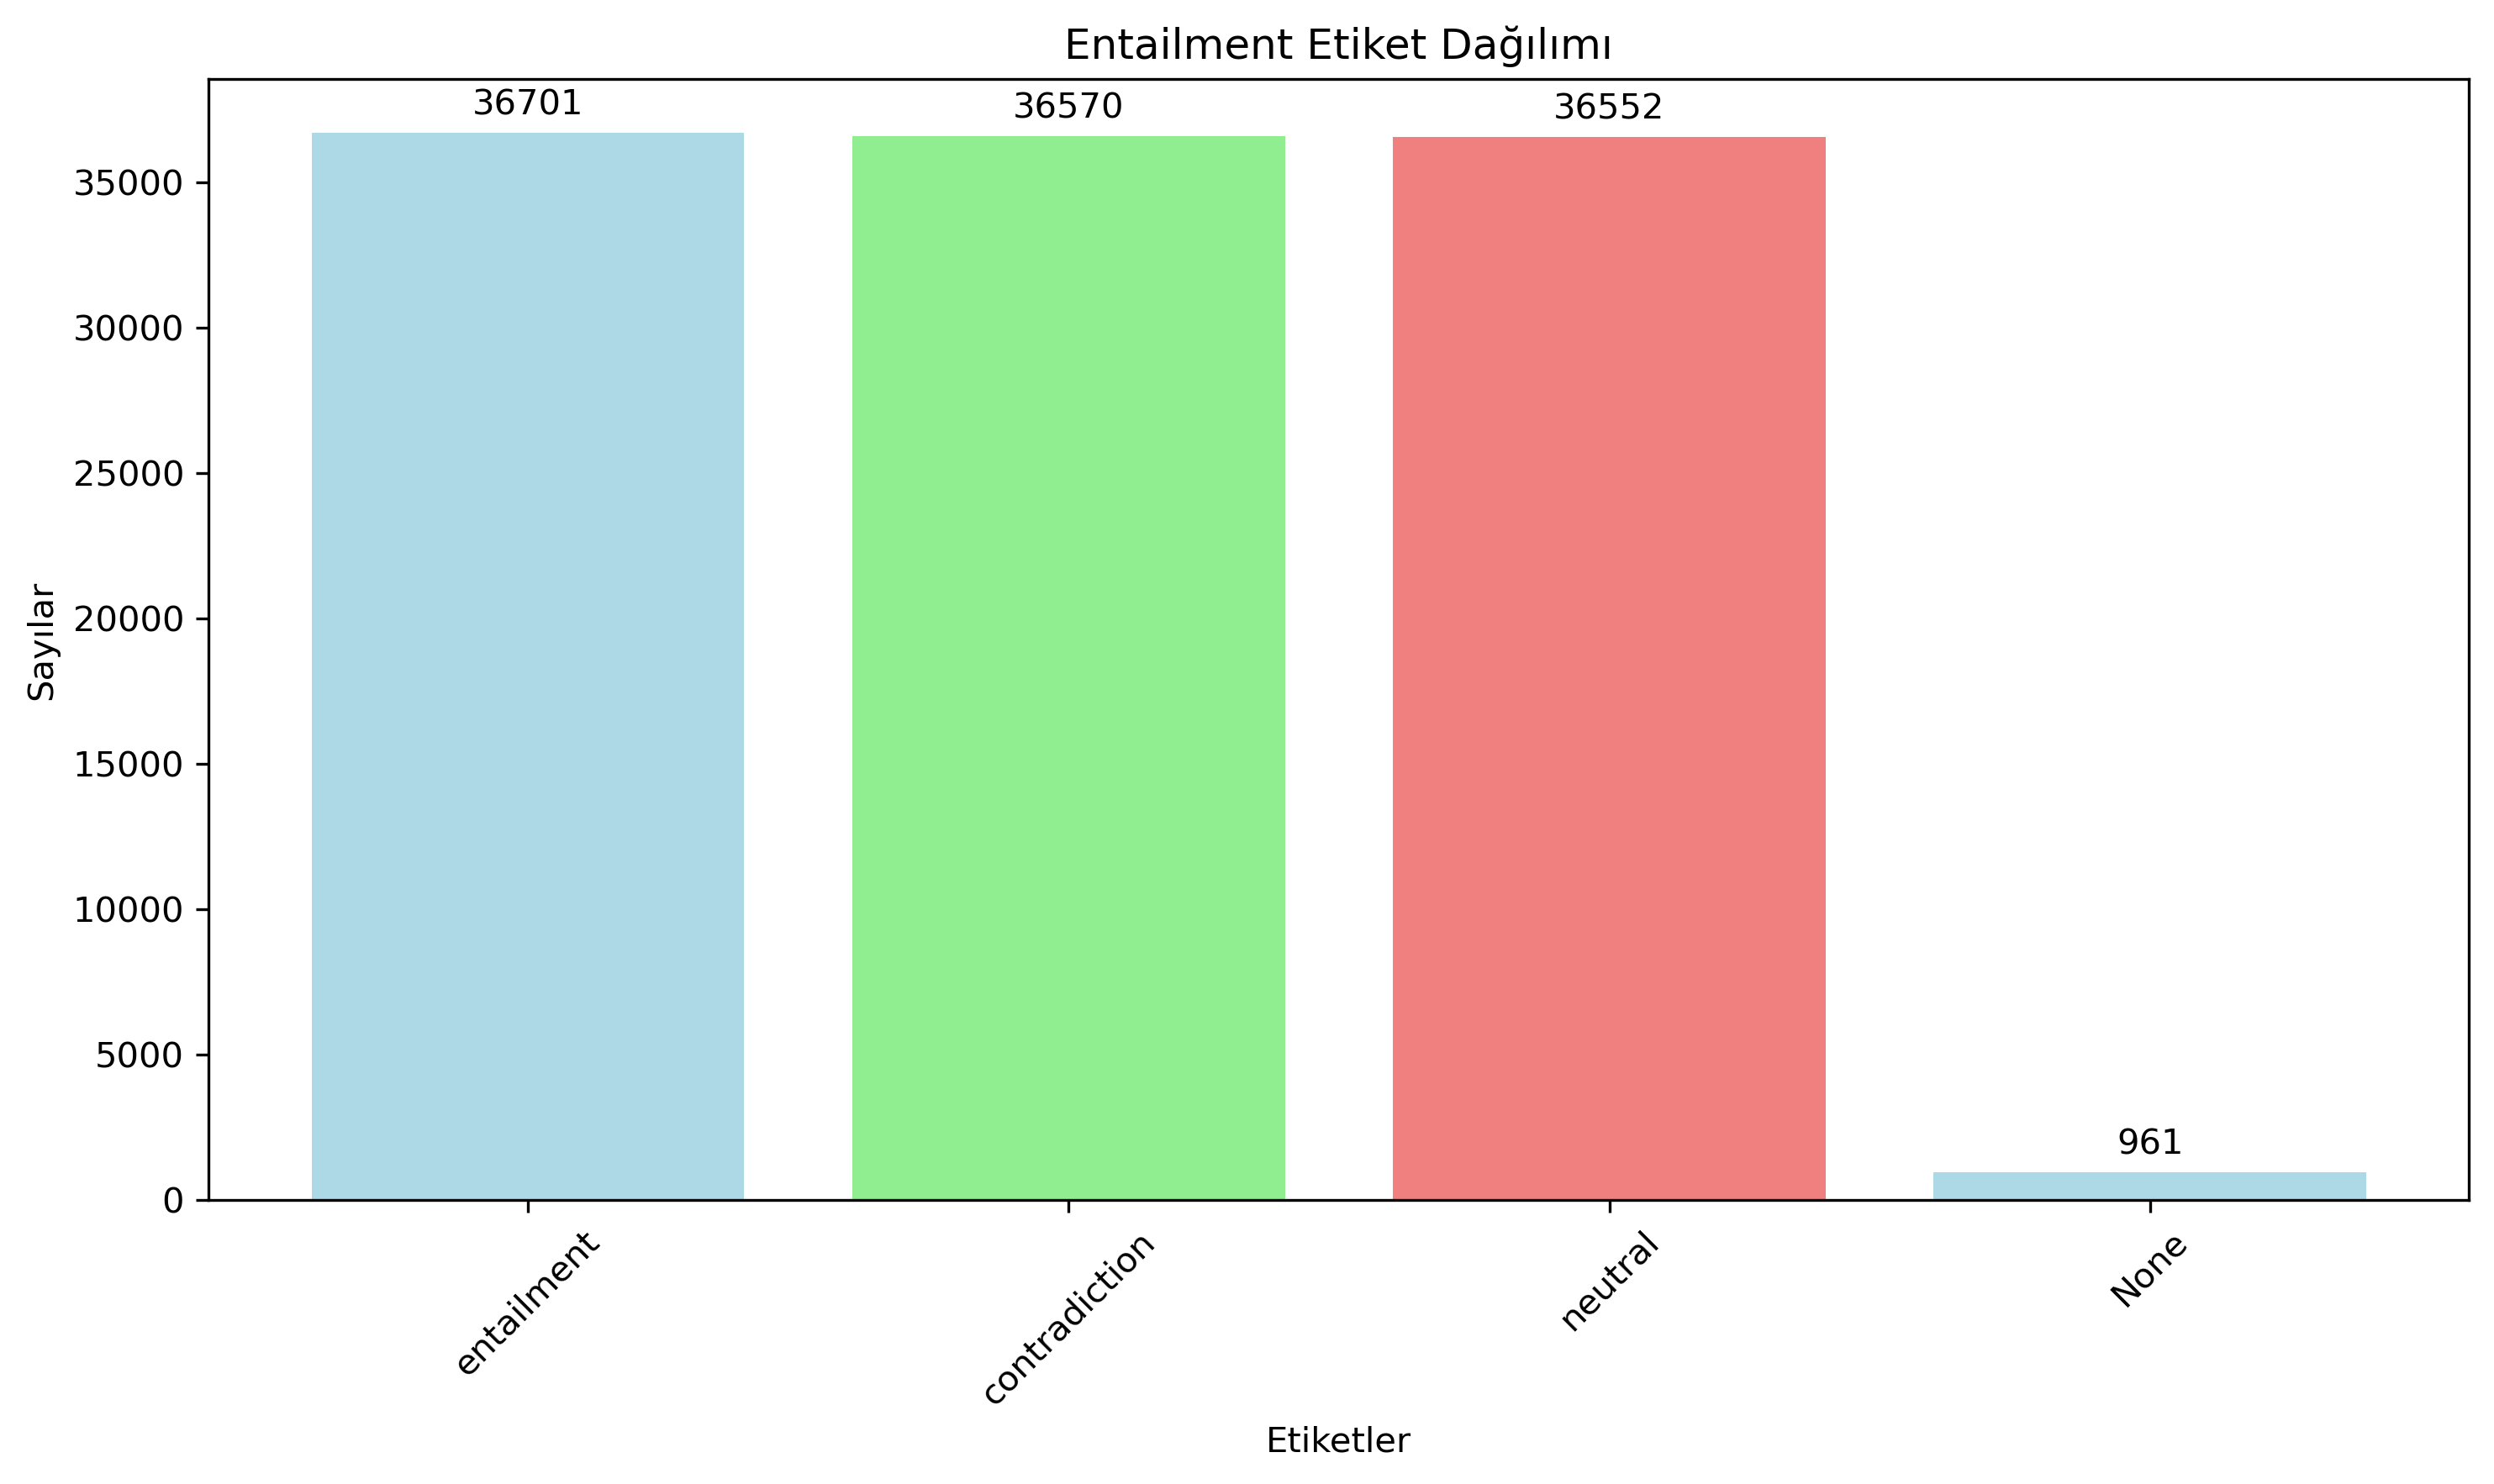 Entailment Etiket Dağılımı
36701
36570
36552
961
35000
30000
25000
20000
15000
10000
5000
0
Sayılar
entailment
contradiction
neutral
None
Etiketler